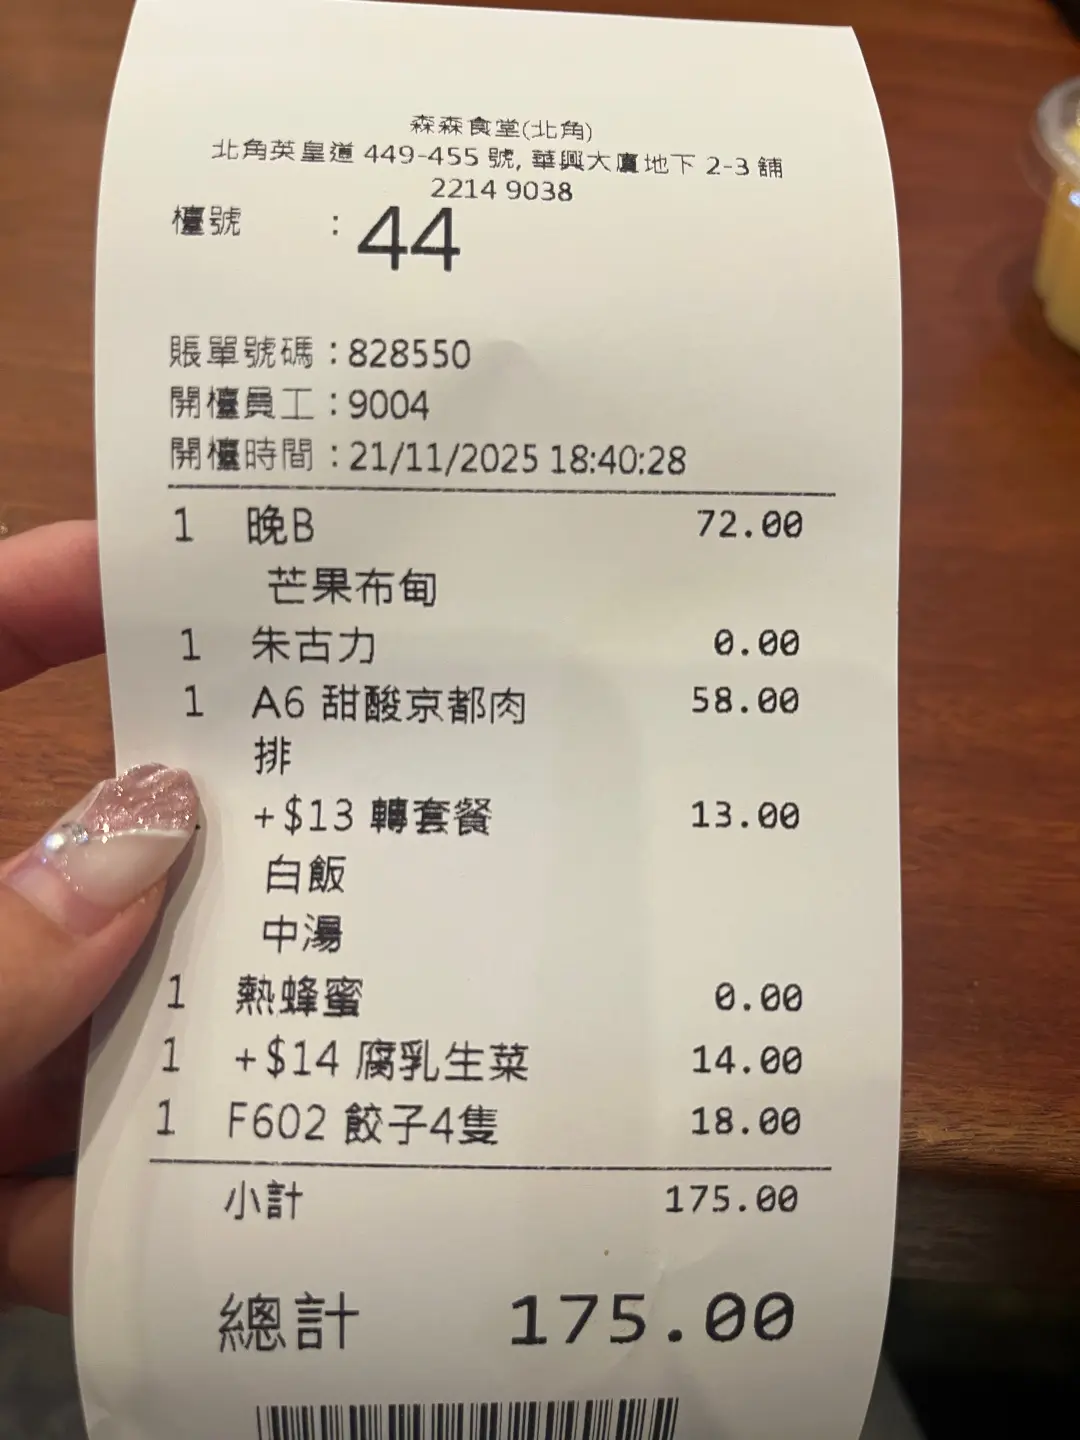 森森食堂(北角)
北角英皇道 449-455 號, 華興大廈地下 2-3 舖
2214 9038
檯號 : 44
賬單號碼 : 828550
開檯員工 : 9004
開檯時間 : 21/11/2025 18:40:28
1 晚B 72.00
芒果布甸
1 朱古力 0.00
1 A6 甜酸京都肉 58.00
排
+$13 轉套餐 13.00
白飯
中湯
1 熱蜂蜜 0.00
1 +$14 腐乳生菜 14.00
1 F602 餃子4隻 18.00
小計 175.00
總計 175.00